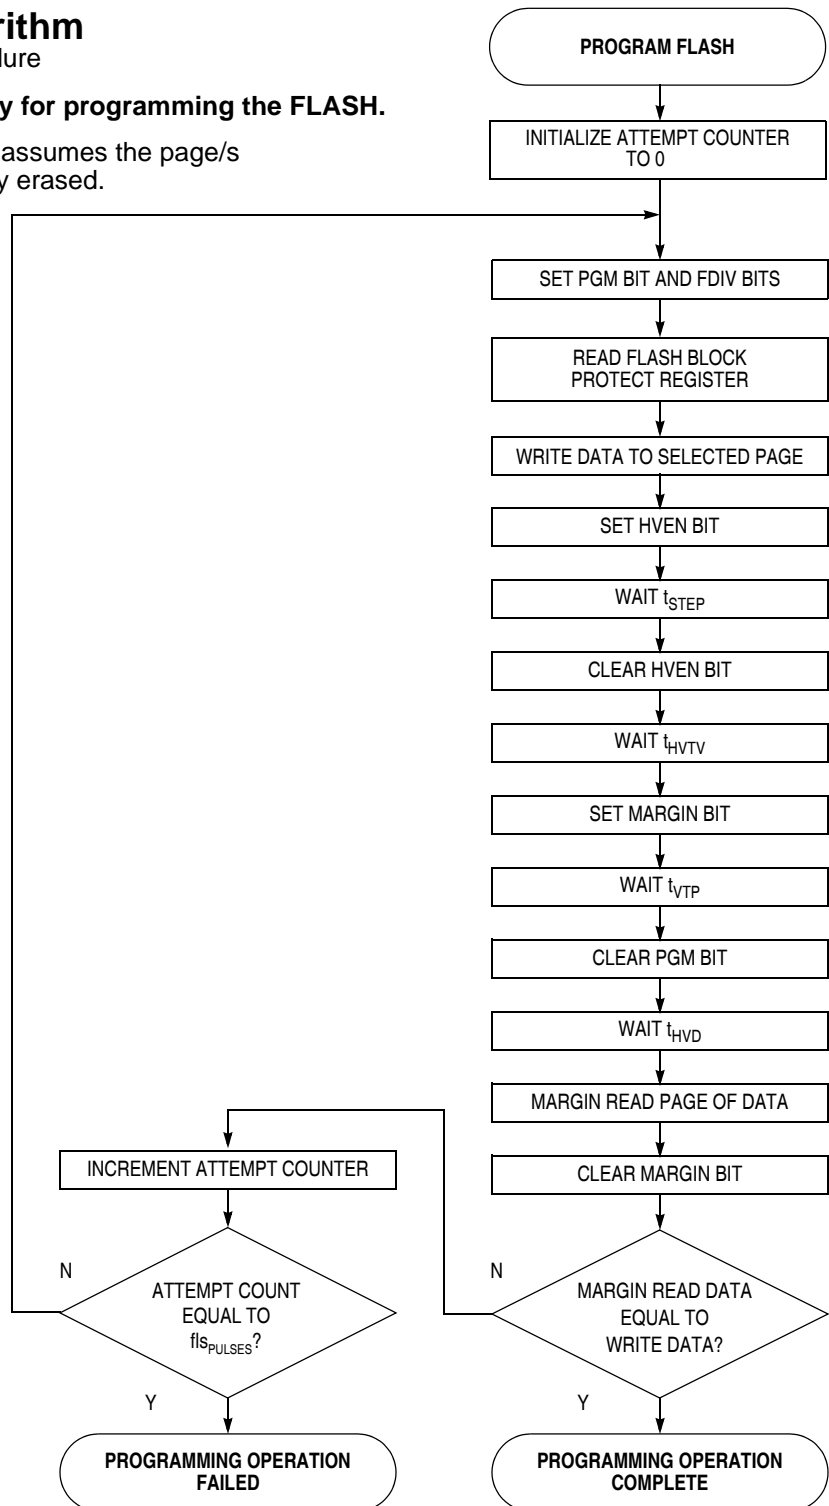 rithm
lure
y for programming the FLASH.
assumes the page/s
y erased.
PROGRAM FLASH
INITIALIZE ATTEMPT COUNTER
TO 0
SET PGM BIT AND FDIV BITS
READ FLASH BLOCK
PROTECT REGISTER
WRITE DATA TO SELECTED PAGE
SET HVEN BIT
WAIT tSTEP
CLEAR HVEN BIT
WAIT tHVTV
SET MARGIN BIT
WAIT tVTP
CLEAR PGM BIT
WAIT tHVD
MARGIN READ PAGE OF DATA
INCREMENT ATTEMPT COUNTER
CLEAR MARGIN BIT
N
ATTEMPT COUNT
EQUAL TO
flsPULSES?
Y
N
MARGIN READ DATA
EQUAL TO
WRITE DATA?
Y
PROGRAMMING OPERATION
FAILED
PROGRAMMING OPERATION
COMPLETE